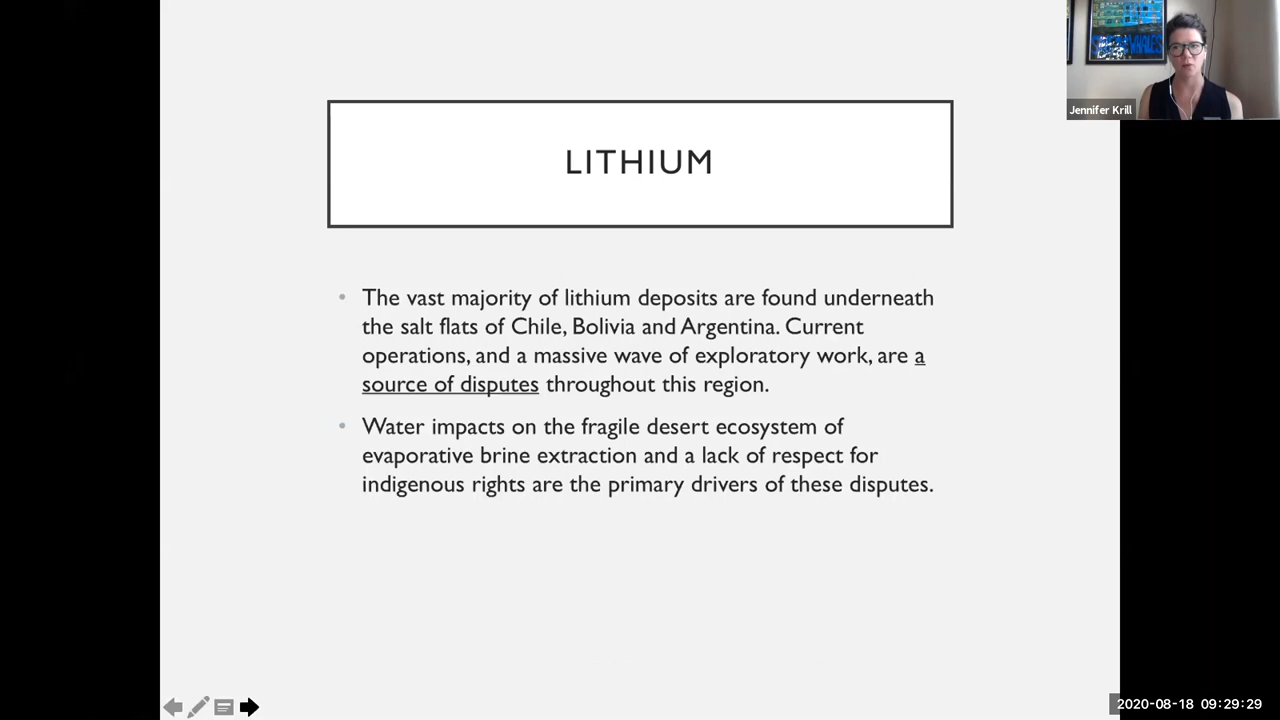 Jennifer Krill
LITHIUM
• The vast majority of lithium deposits are found underneath
the salt flats of Chile, Bolivia and Argentina. Current
operations, and a massive wave of exploratory work, are a
source of disputes throughout this region.
• Water impacts on the fragile desert ecosystem of
evaporative brine extraction and a lack of respect for
indigenous rights are the primary drivers of these disputes.
2020-08-18 09:29:29